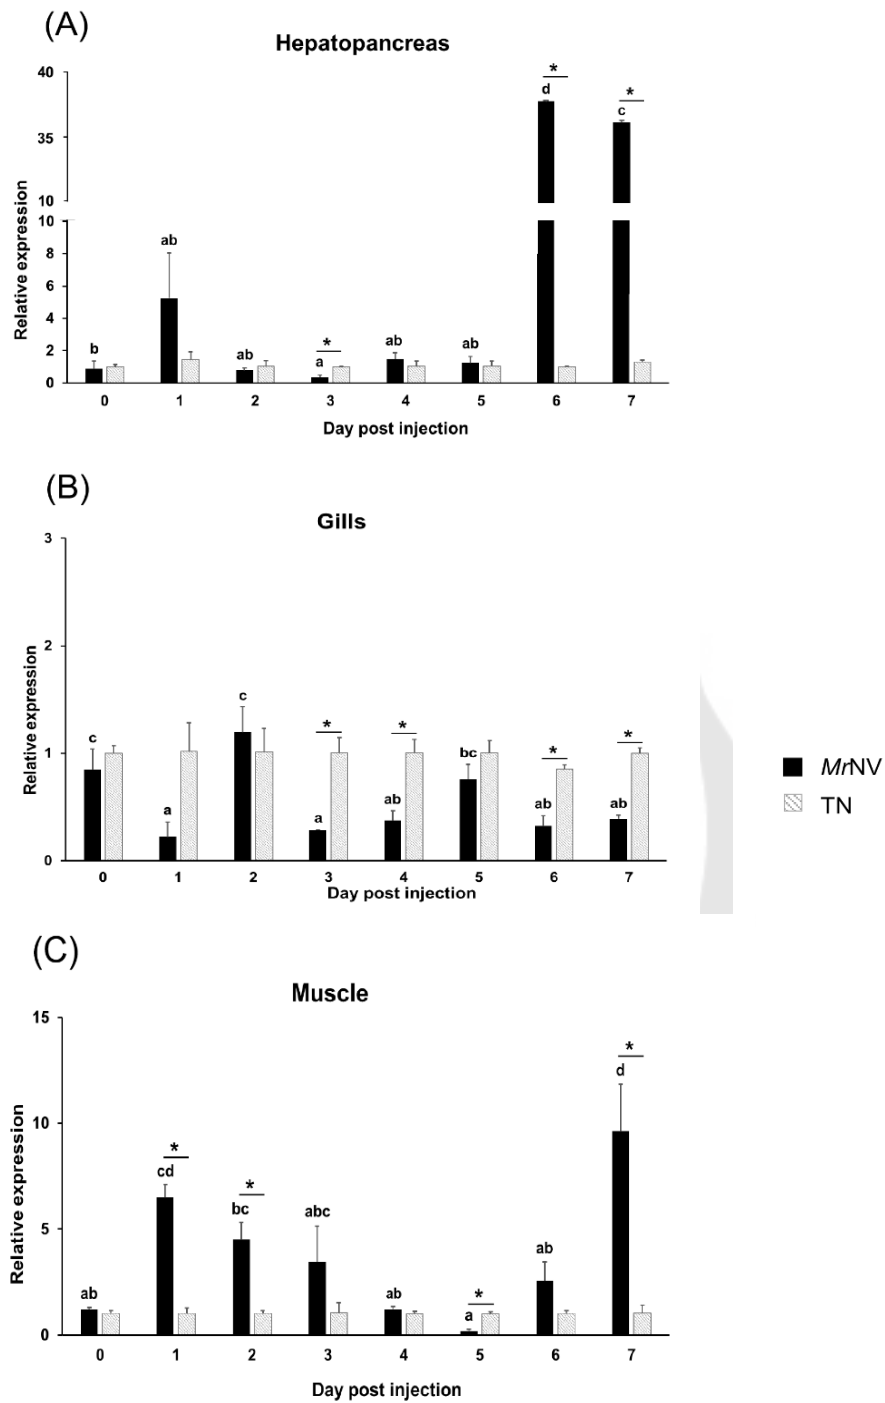 (A)
Hepatopancreas
40
35
10
10
8
6
4
2
0
Relative expression
b
ab
ab
*
a
ab
ab
*
d
*
c
0 1 2 3 4 5 6 7
Day post injection
(B)
Gills
3
2
1
0
Relative expression
c
a
c
*
a
*
ab
bc
*
ab
*
ab
0 1 2 3 4 5 6 7
Day post injection
MrNV
TN
(C)
Muscle
15
10
5
0
Relative expression
ab
*
cd
*
bc
abc
ab
*
a
ab
*
d
0 1 2 3 4 5 6 7
Day post injection